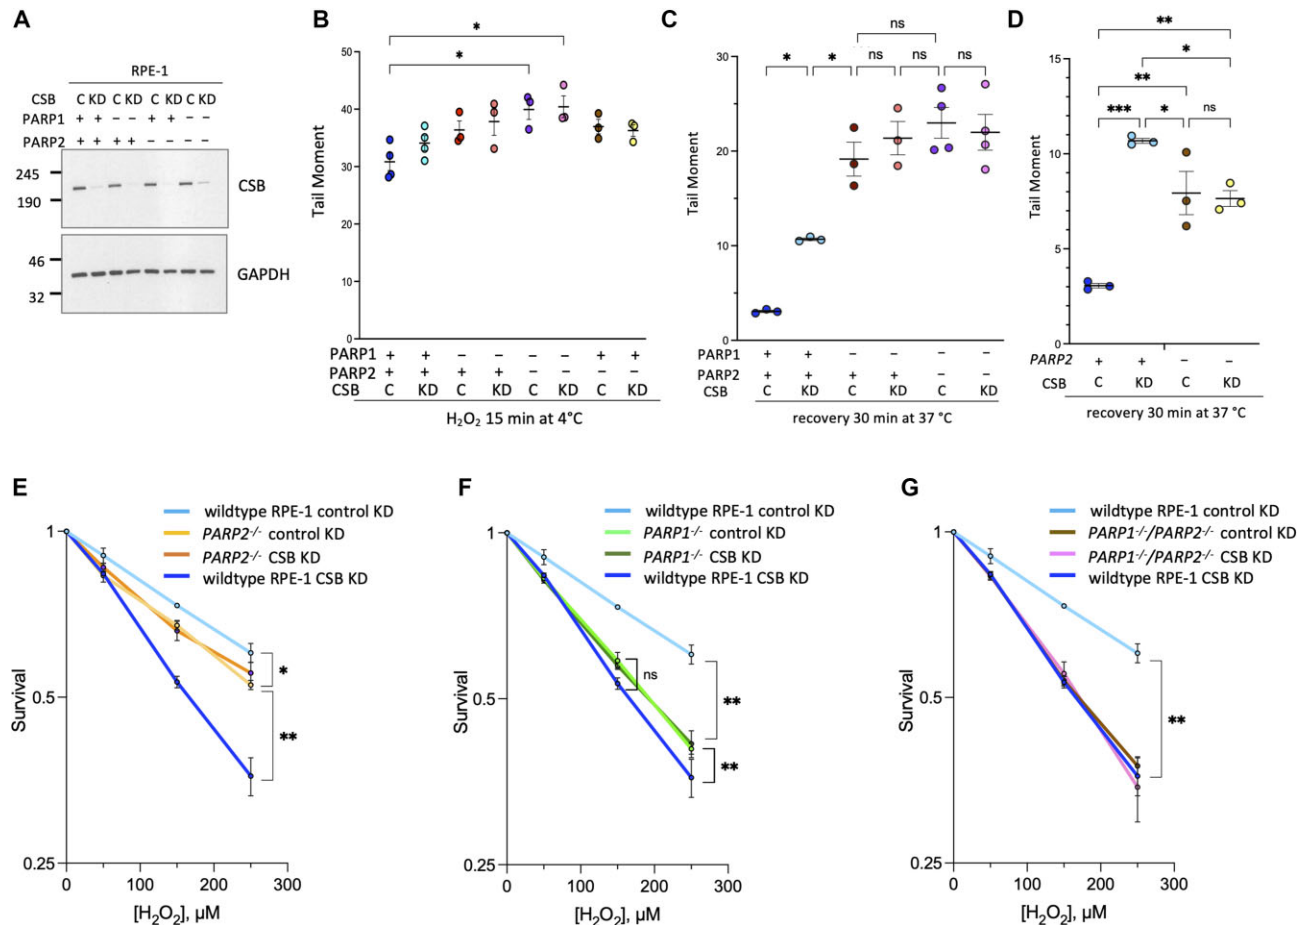 A
RPE-1
CSB C KD C KD C KD C KD
PARP1 + + + + − − − −
PARP2 + + − − + + − −
245
190
CSB
46
32
GAPDH
B
Tail Moment
50
40
30
20
10
0
*
*
PARP1 + + − − − − + +
PARP2 + + + + − − − −
CSB C KD C KD C KD C KD
H₂O₂ 15 min at 4°C
C
Tail Moment
30
20
10
0
ns
* * ns ns ns
PARP1 + + − − − −
PARP2 + + + + − −
CSB C KD C KD C KD
recovery 30 min at 37 °C
D
Tail Moment
15
10
5
0
**
*
**
*** * ns
PARP2 + + − −
CSB C KD C KD
recovery 30 min at 37 °C
E
wildtype RPE-1 control KD
PARP2⁻/⁻ control KD
PARP2⁻/⁻ CSB KD
wildtype RPE-1 CSB KD
Survival
1
0.5
0.25
*
**
0 100 200 300
[H₂O₂], µM
F
wildtype RPE-1 control KD
PARP1⁻/⁻ control KD
PARP1⁻/⁻ CSB KD
wildtype RPE-1 CSB KD
Survival
1
0.5
0.25
ns
**
**
0 100 200 300
[H₂O₂], µM
G
wildtype RPE-1 control KD
PARP1⁻/⁻/PARP2⁻/⁻ control KD
PARP1⁻/⁻/PARP2⁻/⁻ CSB KD
wildtype RPE-1 CSB KD
Survival
1
0.5
0.25
**
0 100 200 300
[H₂O₂], µM